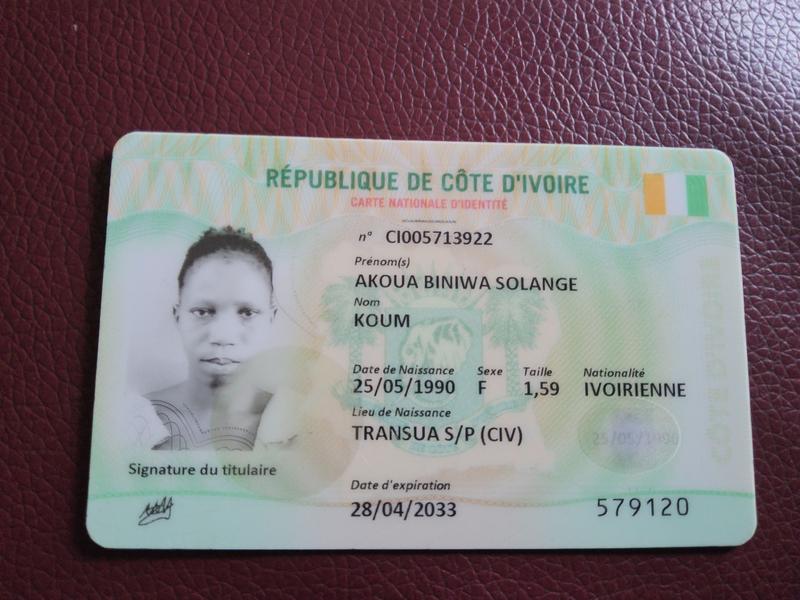 RÉPUBLIQUE DE CÔTE D'IVOIRE
CARTE NATIONALE D'IDENTITÉ
n° CI005713922
Prénom(s)
AKOUA BINIWA SOLANGE
Nom
KOUM
Date de Naissance Sexe Taille Nationalité
25/05/1990 F 1,59 IVOIRIENNE
Lieu de Naissance
TRANSUA S/P (CIV)
25/05/1990
Signature du titulaire
Date d'expiration
28/04/2033
579120
CÔTE D'IVOIRE